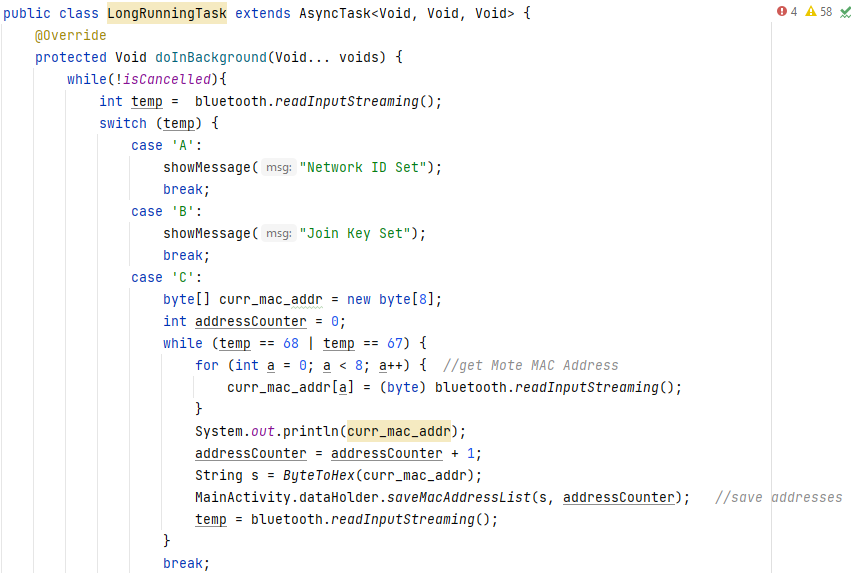 public class LongRunningTask extends AsyncTask<Void, Void, Void> { 4 58
@Override
protected Void doInBackground(Void... voids) {
while(!isCancelled){
int temp =  bluetooth.readInputStreaming();
switch (temp) {
case 'A':
showMessage( msg: "Network ID Set");
break;
case 'B':
showMessage( msg: "Join Key Set");
break;
case 'C':
byte[] curr_mac_addr = new byte[8];
int addressCounter = 0;
while (temp == 68 | temp == 67) {
for (int a = 0; a < 8; a++) {  //get Mote MAC Address
curr_mac_addr[a] = (byte) bluetooth.readInputStreaming();
}
System.out.println(curr_mac_addr);
addressCounter = addressCounter + 1;
String s = ByteToHex(curr_mac_addr);
MainActivity.dataHolder.saveMacAddressList(s, addressCounter);   //save addresses
temp = bluetooth.readInputStreaming();
}
break;